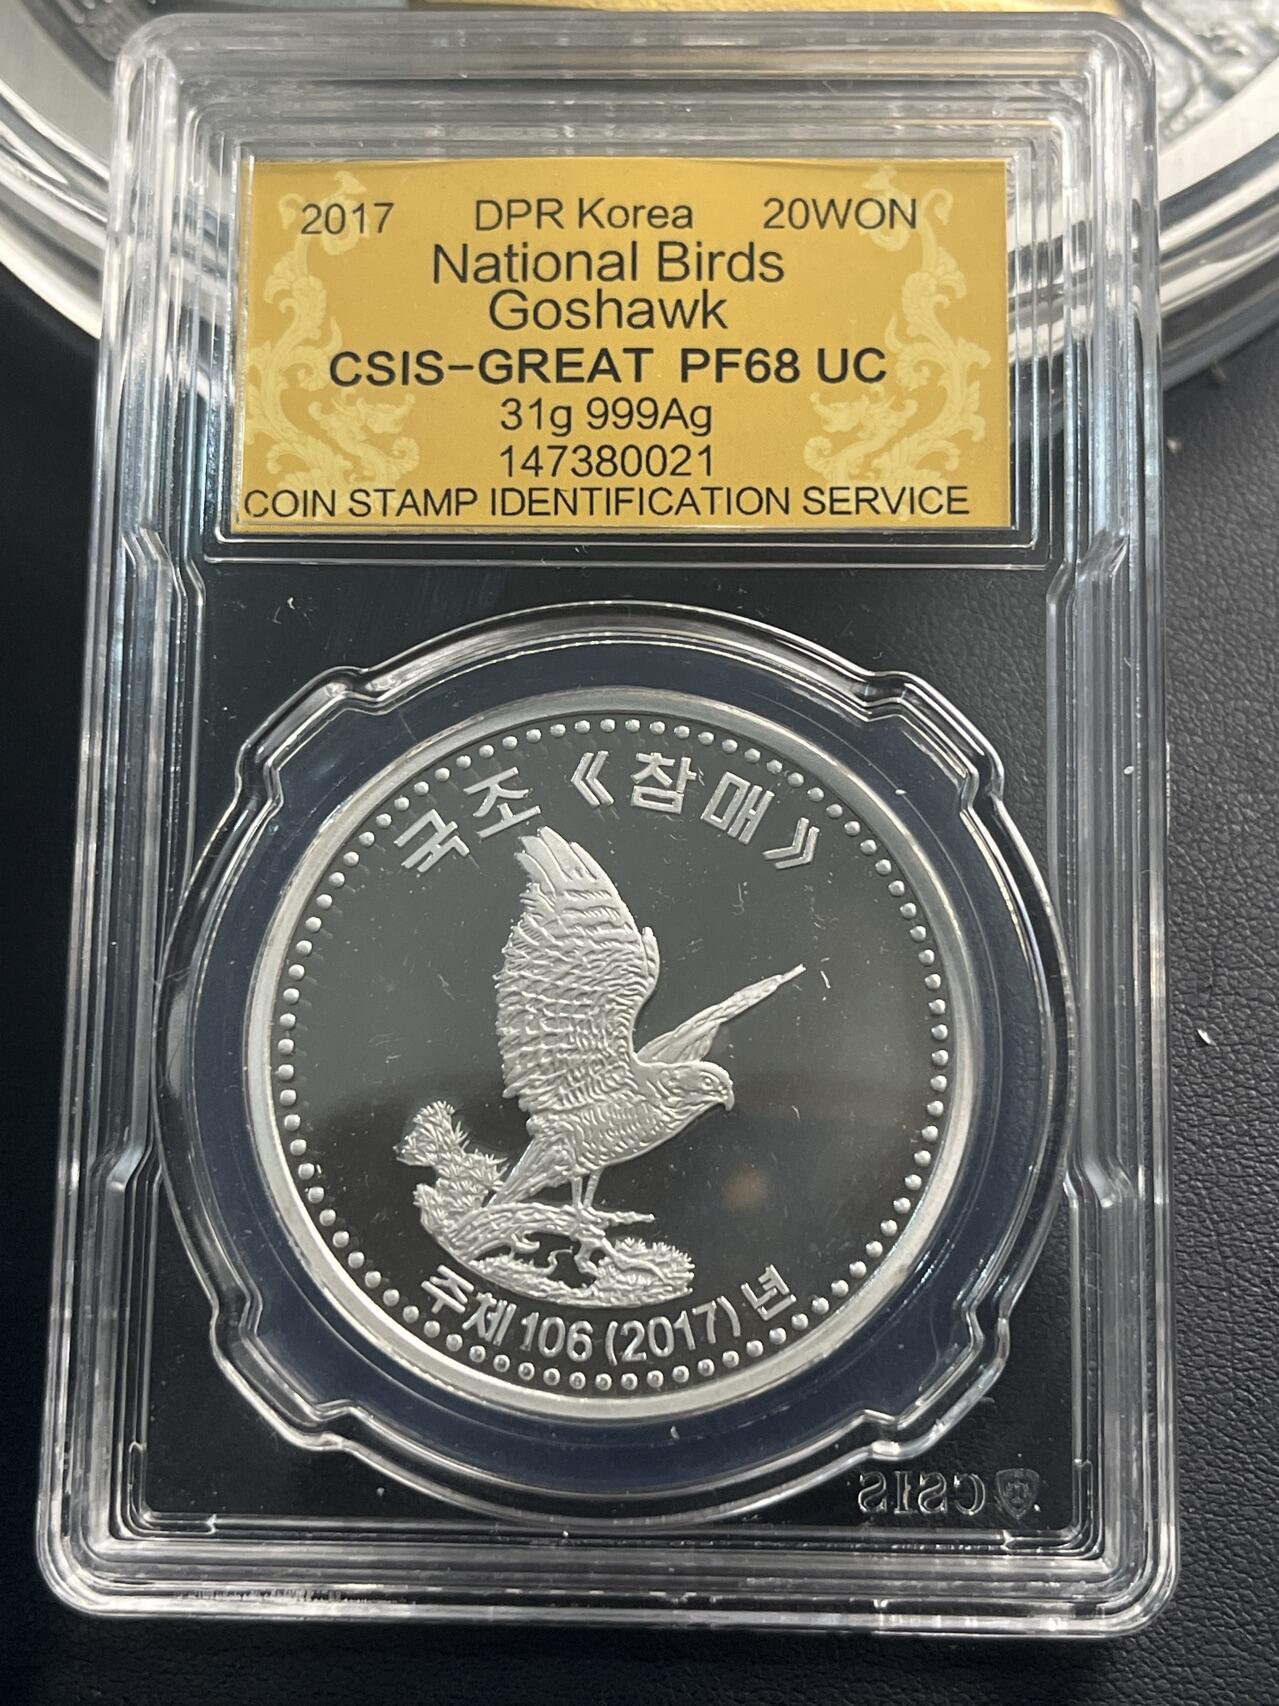 2017 DPR Korea 20WON
National Birds
Goshawk
CSIS-GREAT PF68 UC
31g 999Ag
147380021
COIN STAMP IDENTIFICATION SERVICE
국조 《참매》
주체106(2017)년
CSIS